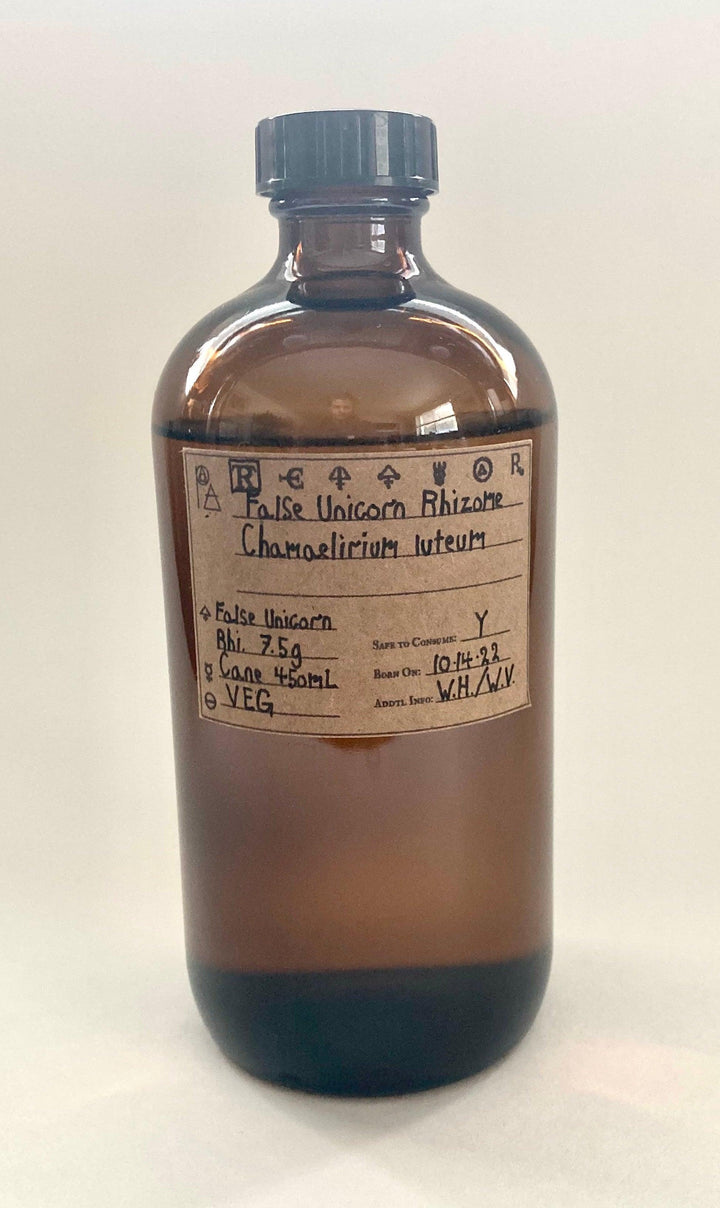 R
False Unicorn Rhizome
Chamaelirium luteum
False Unicorn
Rhi. 7.5g
Cane 450mL
VEG
Safe to Consume: Y
Born On: 10·14·22
Addtl Info: W.H./W.V.